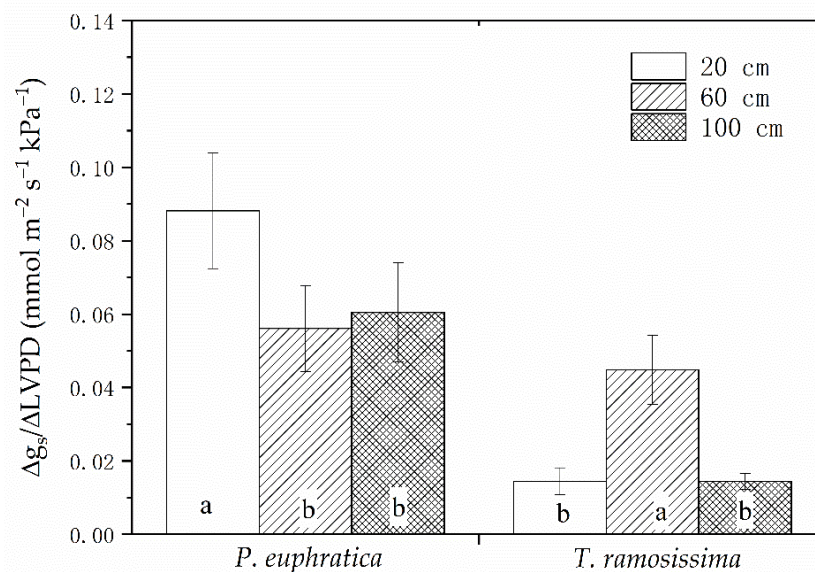 0.14
0.12
0.10
0.08
0.06
0.04
0.02
0.00
Δgₛ/ΔLVPD (mmol m⁻² s⁻¹ kPa⁻¹)
20 cm
60 cm
100 cm
a
b
b
b
a
b
P. euphratica
T. ramosissima